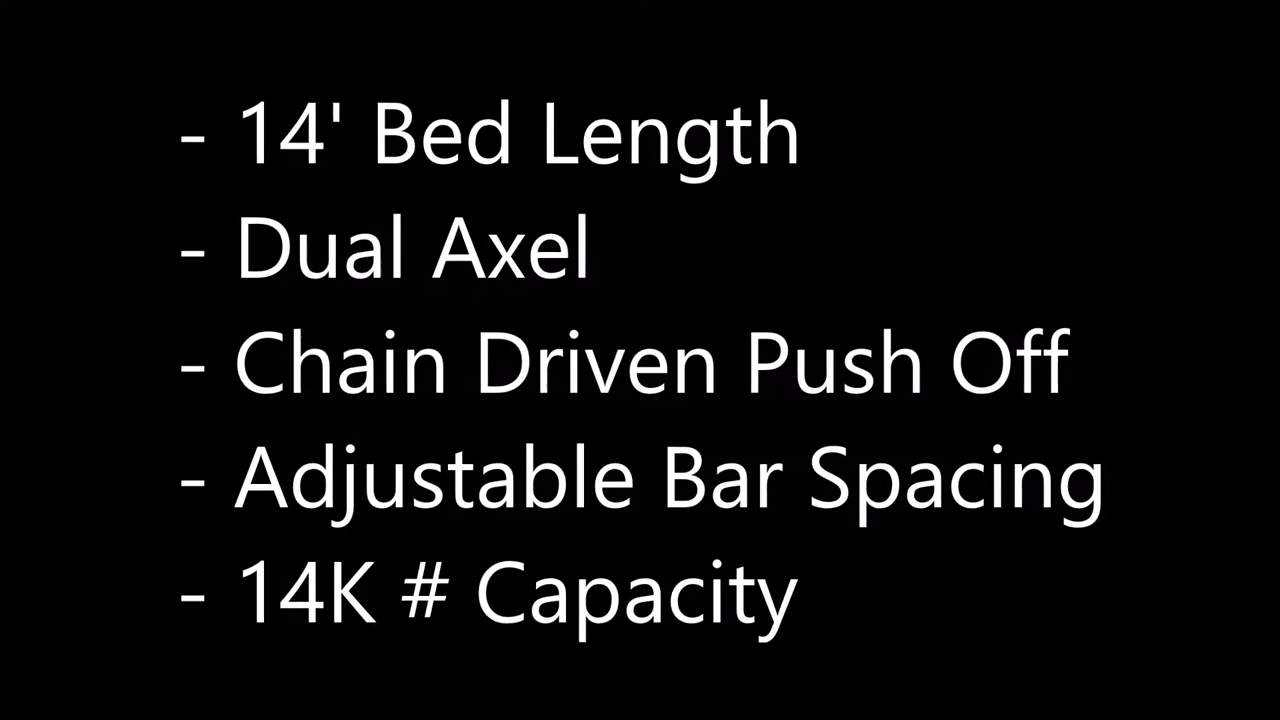 - 14' Bed Length
- Dual Axel
- Chain Driven Push Off
- Adjustable Bar Spacing
- 14K # Capacity